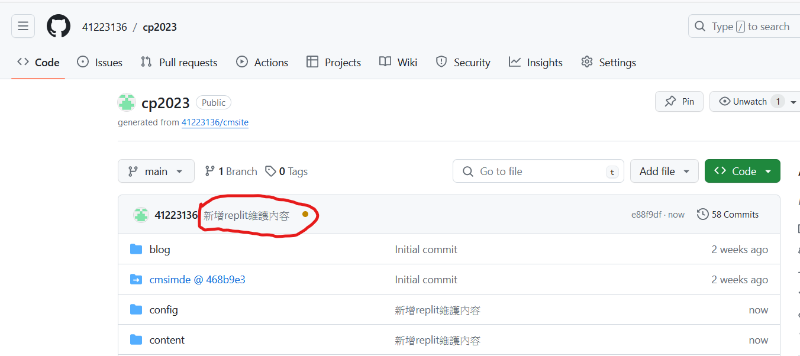 41223136 / cp2023
Type / to search
Code Issues Pull requests Actions Projects Wiki Security Insights Settings
cp2023 Public
Pin
Unwatch 1
generated from 41223136/cmsite
main
1 Branch
0 Tags
Go to file
t
Add file
Code
41223136 新增replit維護內容
e88f9df · now
58 Commits
blog Initial commit 2 weeks ago
cmsimde @ 468b9e3 Initial commit 2 weeks ago
config 新增replit維護內容 now
content 新增replit維護內容 now